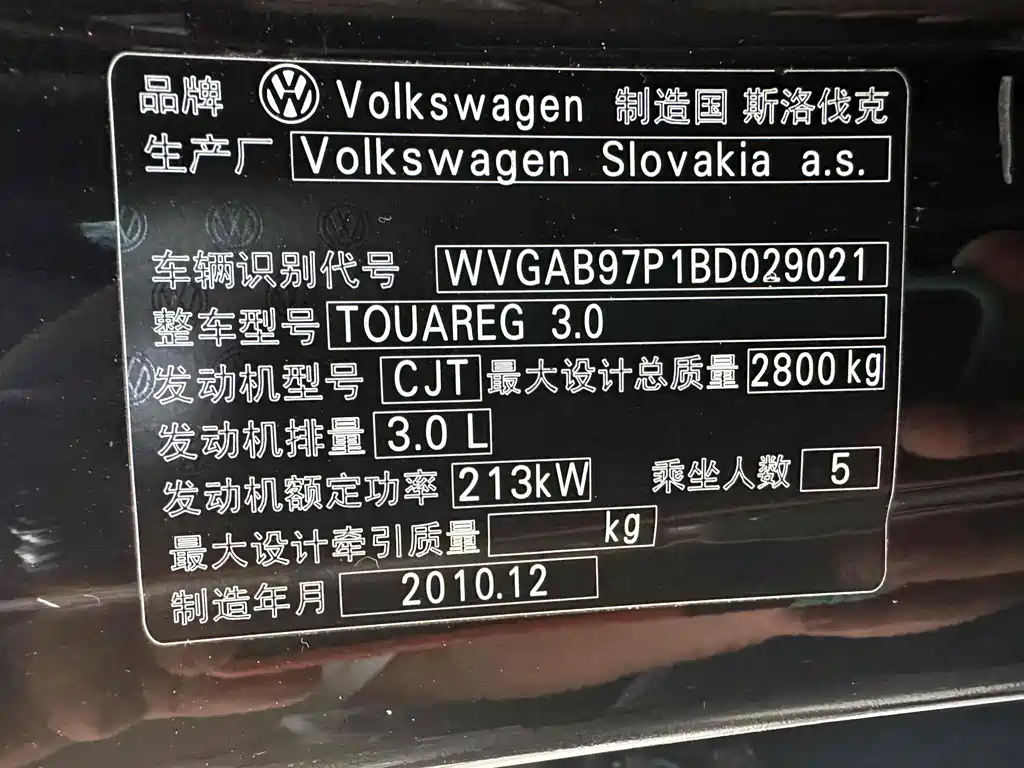 品牌 Volkswagen 制造国 斯洛伐克
生产厂 Volkswagen Slovakia a.s.
车辆识别代号 WVGAB97P1BD029021
整车型号 TOUAREG 3.0
发动机型号 CJT 最大设计总质量 2800 kg
发动机排量 3.0 L
发动机额定功率 213kW 乘坐人数 5
最大设计牵引质量 kg
制造年月 2010.12